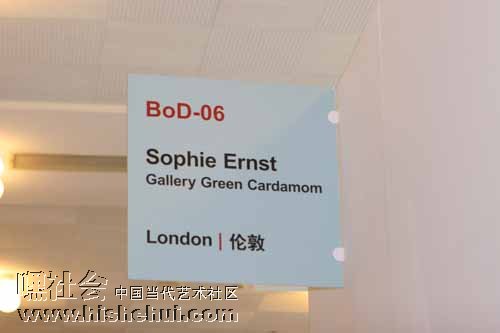 BoD-06
Sophie Ernst
Gallery Green Cardamom
London | 伦敦
嘿社会 中国当代艺术社区
www.hishehui.com